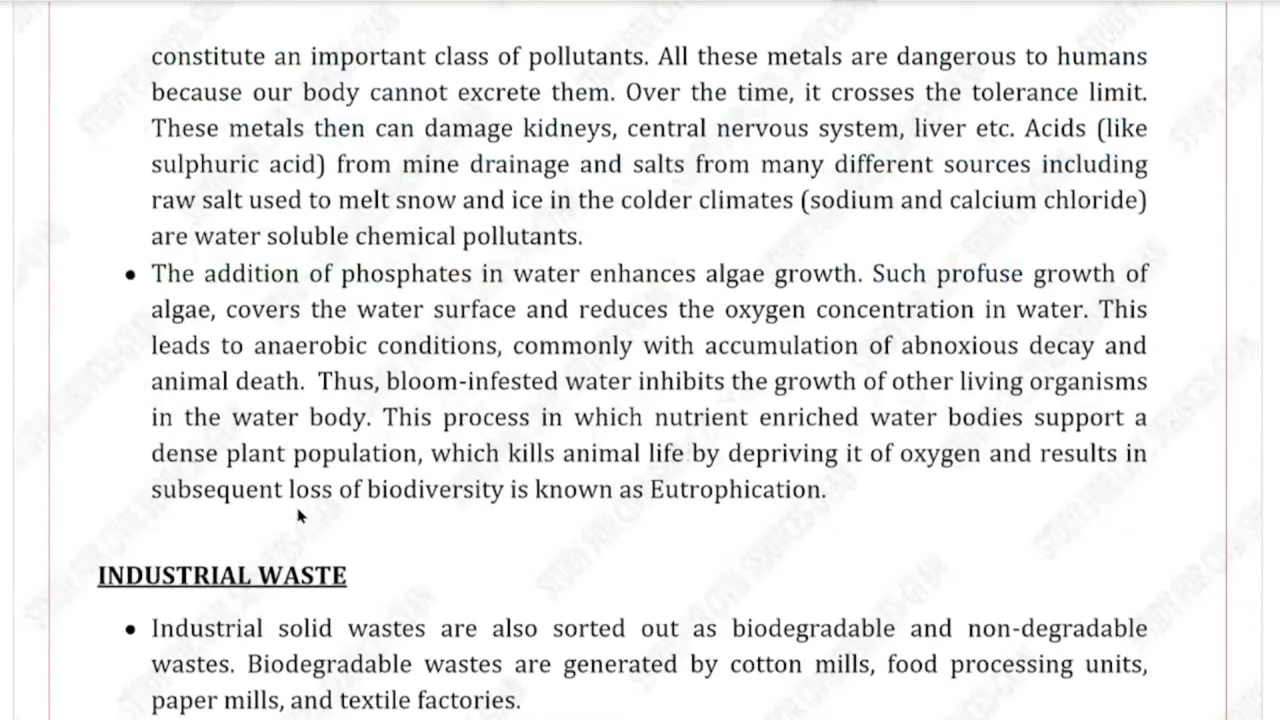 constitute an important class of pollutants. All these metals are dangerous to humans
because our body cannot excrete them. Over the time, it crosses the tolerance limit.
These metals then can damage kidneys, central nervous system, liver etc. Acids (like
sulphuric acid) from mine drainage and salts from many different sources including
raw salt used to melt snow and ice in the colder climates (sodium and calcium chloride)
are water soluble chemical pollutants.
• The addition of phosphates in water enhances algae growth. Such profuse growth of
algae, covers the water surface and reduces the oxygen concentration in water. This
leads to anaerobic conditions, commonly with accumulation of abnoxious decay and
animal death. Thus, bloom-infested water inhibits the growth of other living organisms
in the water body. This process in which nutrient enriched water bodies support a
dense plant population, which kills animal life by depriving it of oxygen and results in
subsequent loss of biodiversity is known as Eutrophication.
INDUSTRIAL WASTE
• Industrial solid wastes are also sorted out as biodegradable and non-degradable
wastes. Biodegradable wastes are generated by cotton mills, food processing units,
paper mills, and textile factories.